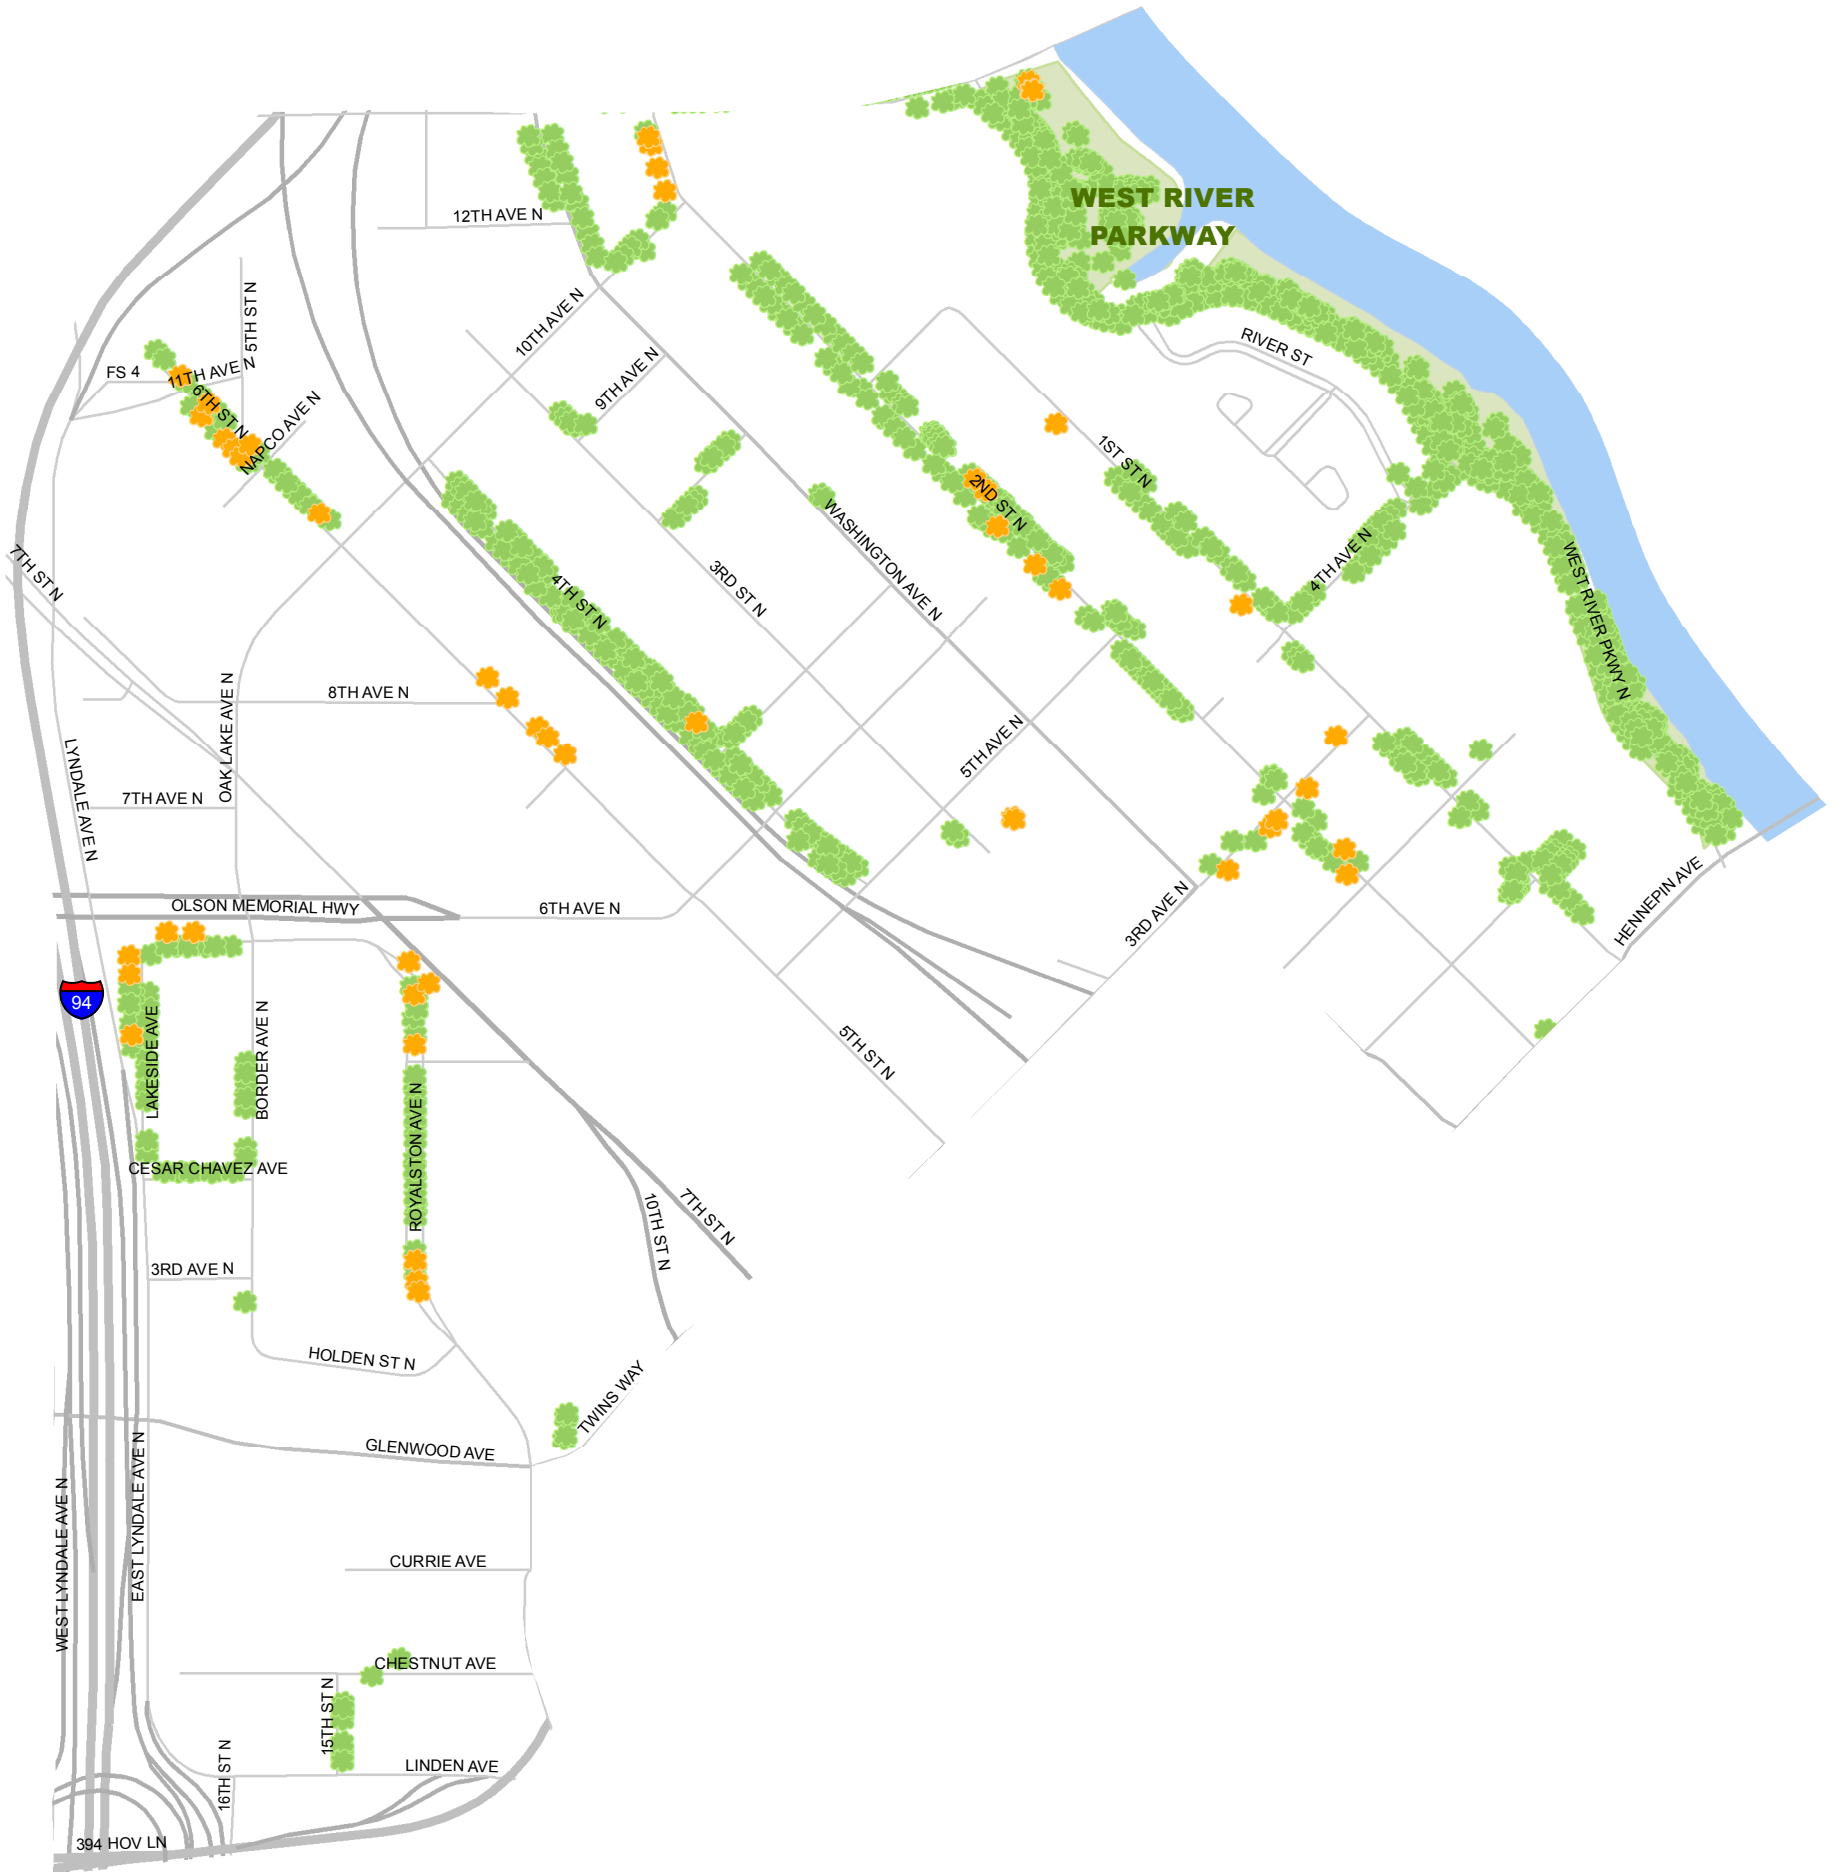 WEST RIVER
PARKWAY
12TH AVE N
5TH ST N
10TH AVE N
RIVER ST
FS 4
11TH AVE N
6TH ST N
9TH AVE N
NAPCO AVE N
1ST ST N
2ND ST N
WASHINGTON AVE N
4TH AVE N
7TH ST N
4TH ST N
3RD ST N
WEST RIVER PKWY N
8TH AVE N
OAK LAKE AVE N
5TH AVE N
LYNDALE AVE N
7TH AVE N
OLSON MEMORIAL HWY
6TH AVE N
3RD AVE N
HENNEPIN AVE
94
LAKESIDE AVE
BORDER AVE N
5TH ST N
ROYALSTON AVE N
CESAR CHAVEZ AVE
10TH ST N
7TH ST N
3RD AVE N
HOLDEN ST N
TWINS WAY
GLENWOOD AVE
WEST LYNDALE AVE N
EAST LYNDALE AVE N
CURRIE AVE
CHESTNUT AVE
15TH ST N
16TH ST N
LINDEN AVE
394 HOV LN